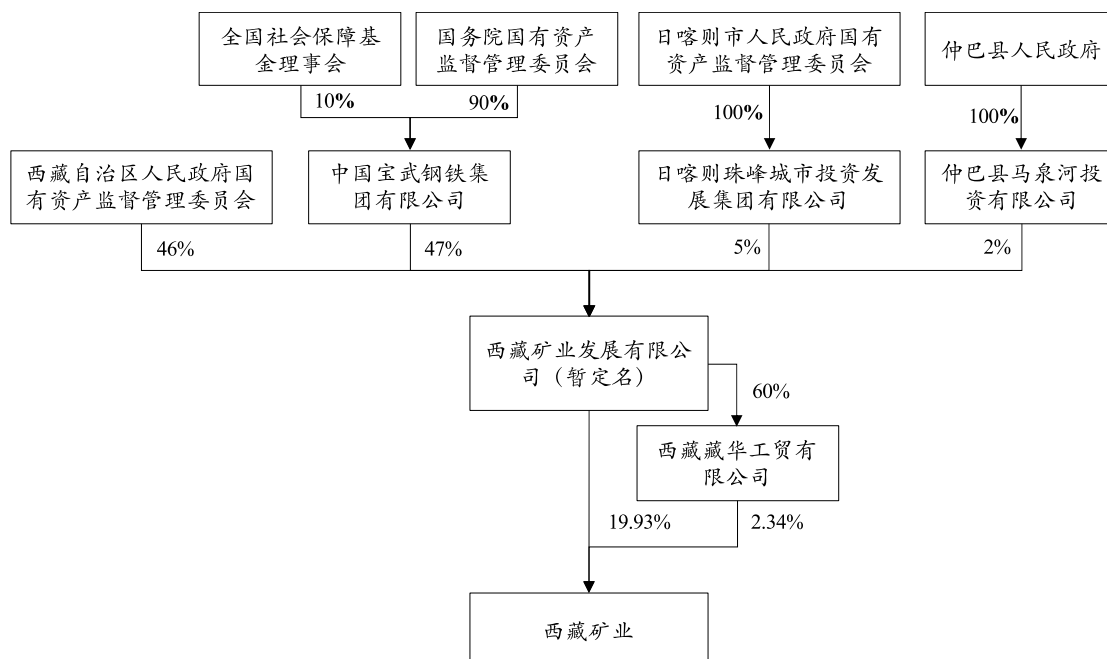 全国社会保障基
金理事会
国务院国有资产
监督管理委员会
日喀则市人民政府国有
资产监督管理委员会
仲巴县人民政府
10%
90%
100%
100%
西藏自治区人民政府国
有资产监督管理委员会
中国宝武钢铁集
团有限公司
日喀则珠峰城市投资发
展集团有限公司
仲巴县马泉河投
资有限公司
46%
47%
5%
2%
西藏矿业发展有限公
司（暂定名）
60%
西藏藏华工贸有
限公司
19.93%
2.34%
西藏矿业